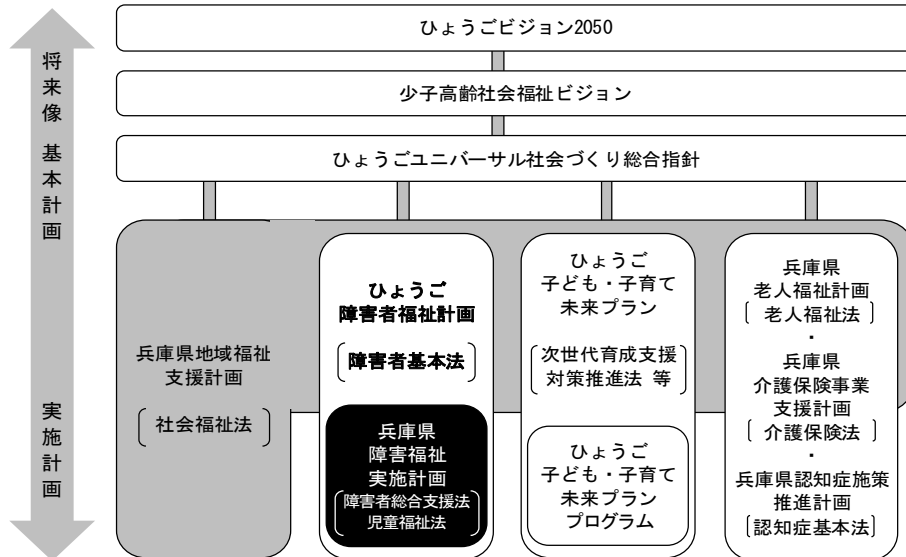 将来像 基本計画
実施計画
ひょうごビジョン2050
少子高齢社会福祉ビジョン
ひょうごユニバーサル社会づくり総合指針
兵庫県地域福祉
支援計画
[社会福祉法]
ひょうご
障害者福祉計画
[障害者基本法]
兵庫県
障害福祉
実施計画
[障害者総合支援法
児童福祉法]
ひょうご
子ども・子育て
未来プラン
[次世代育成支援
対策推進法 等]
ひょうご
子ども・子育て
未来プラン
プログラム
兵庫県
老人福祉計画
[老人福祉法]
・
兵庫県
介護保険事業
支援計画
[介護保険法]
・
兵庫県認知症施策
推進計画
[認知症基本法]